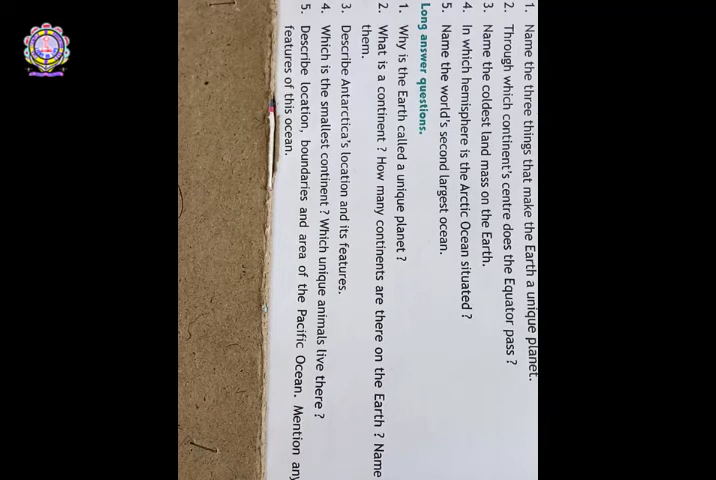 1. Name the three things that make the Earth a unique planet.
2. Through which continent's centre does the Equator pass ?
3. Name the coldest land mass on the Earth.
4. In which hemisphere is the Arctic Ocean situated ?
5. Name the world's second largest ocean.
Long answer questions.
1. Why is the Earth called a unique planet ?
2. What is a continent ? How many continents are there on the Earth ? Name
them.
3. Describe Antarctica's location and its features.
4. Which is the smallest continent ? Which unique animals live there ?
5. Describe location, boundaries and area of the Pacific Ocean. Mention any
features of this ocean.